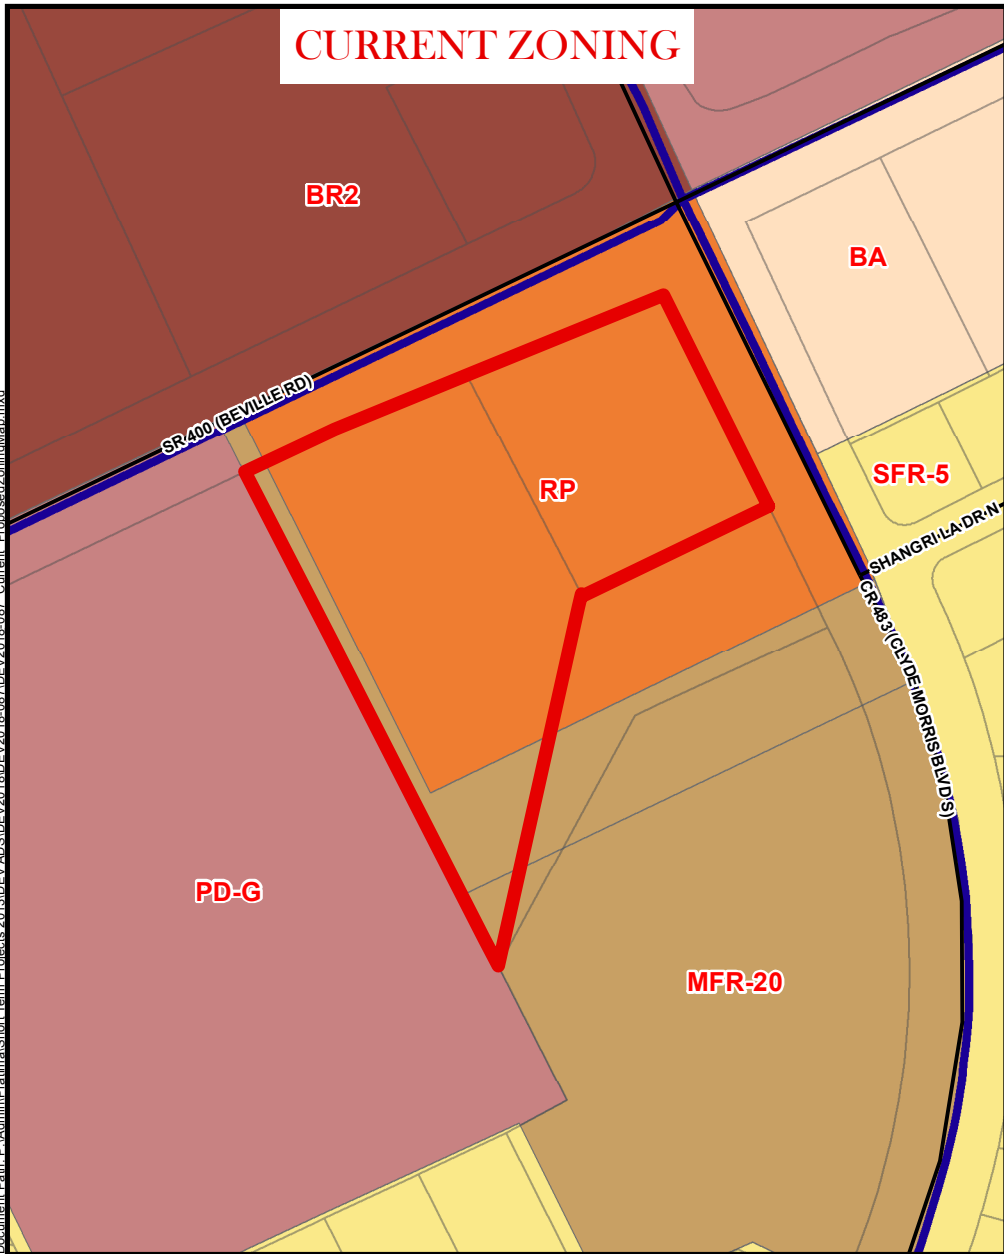 CURRENT ZONING
BR2
BA
SR 400 (BEVILLE RD)
RP
SFR-5
SHANGRI LA DR N
CR 483 (CLYDE MORRIS BLVD S)
PD-G
MFR-20